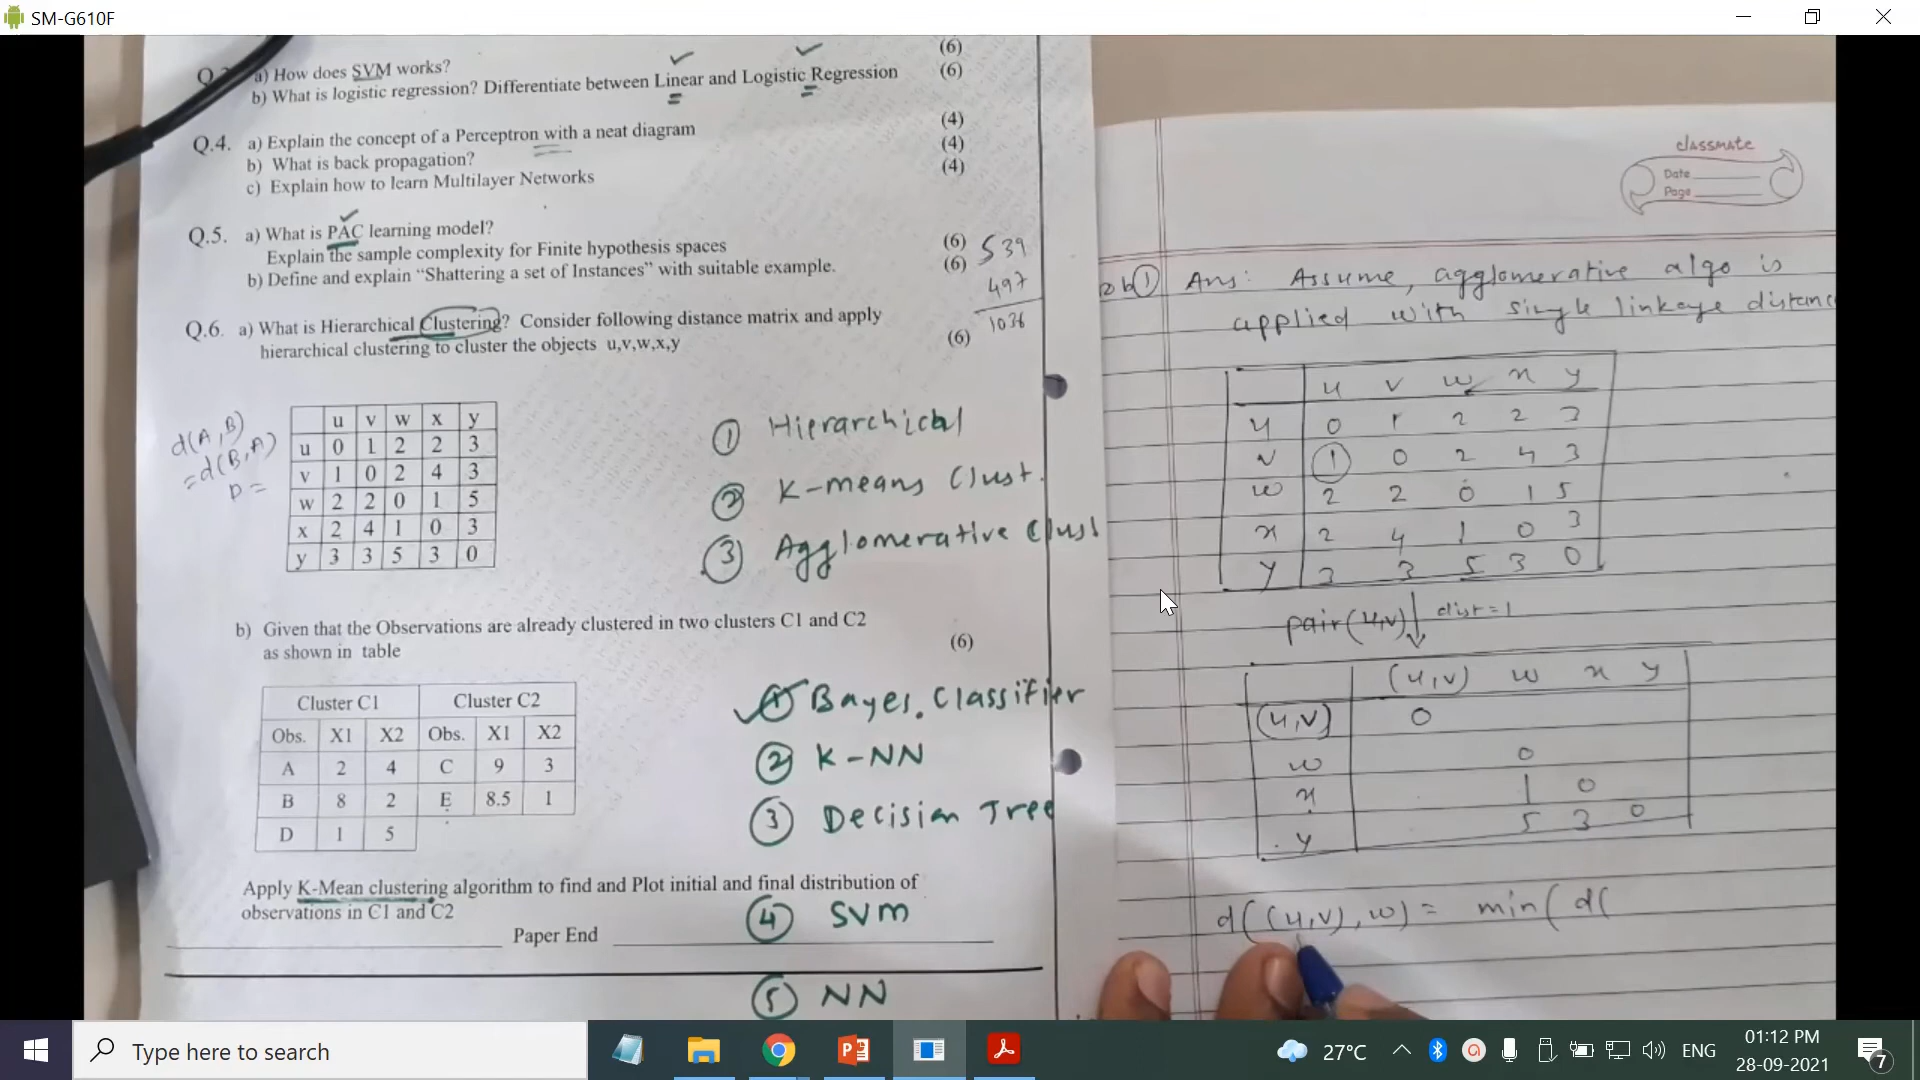 SM-G610F
(6)
a) How does SVM works?
b) What is logistic regression? Differentiate between Linear and Logistic Regression (6)
Q.4. a) Explain the concept of a Perceptron with a neat diagram (4)
b) What is back propagation? (4)
c) Explain how to learn Multilayer Networks (4)
Q.5. a) What is PAC learning model?
Explain the sample complexity for Finite hypothesis spaces (6)
b) Define and explain “Shattering a set of Instances” with suitable example. (6)
539
497
1036
Q.6. a) What is Hierarchical Clustering? Consider following distance matrix and apply
hierarchical clustering to cluster the objects u,v,w,x,y (6)
d(A,B)
=d(B,A)
D=
u v w x y
u 0 1 2 2 3
v 1 0 2 4 3
w 2 2 0 1 5
x 2 4 1 0 3
y 3 3 5 3 0
① Hierarchical
② K-means Clust.
③ Agglomerative Clust
b) Given that the Observations are already clustered in two clusters C1 and C2
as shown in table (6)
Cluster C1 Cluster C2
Obs. X1 X2 Obs. X1 X2
A 2 4 C 9 3
B 8 2 E 8.5 1
D 1 5
① Bayes. Classifier
② K-NN
③ Decision Tree
④ SVM
⑤ NN
Apply K-Mean clustering algorithm to find and Plot initial and final distribution of
observations in C1 and C2
Paper End
classmate
Date
Page
Ans: Assume, agglomerative algo is
applied with single linkage distance
u v w x y
u 0 1 2 2 3
v 1 0 2 4 3
w 2 2 0 1 5
x 2 4 1 0 3
y 3 3 5 3 0
pair(u,v) dist=1
(u,v) w x y
(u,v) 0
w 0
x 1 0
y 5 3 0
d((u,v),w)= min(d(
Type here to search
27°C
ENG
01:12 PM
28-09-2021
7